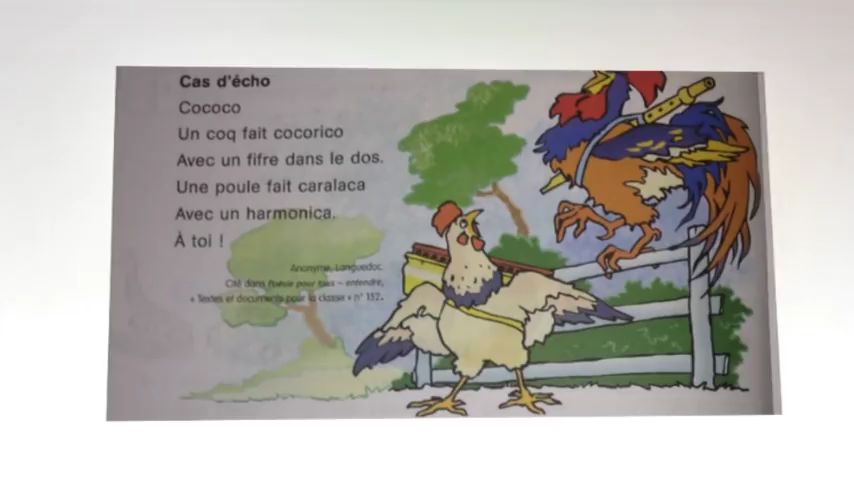 Cas d'écho
Cococo
Un coq fait cocorico
Avec un fifre dans le dos.
Une poule fait caralaca
Avec un harmonica.
À toi !
Anonyme, Languedoc.
Cité dans Poésie pour tous – entendre,
« Textes et documents pour la classe » n° 152.